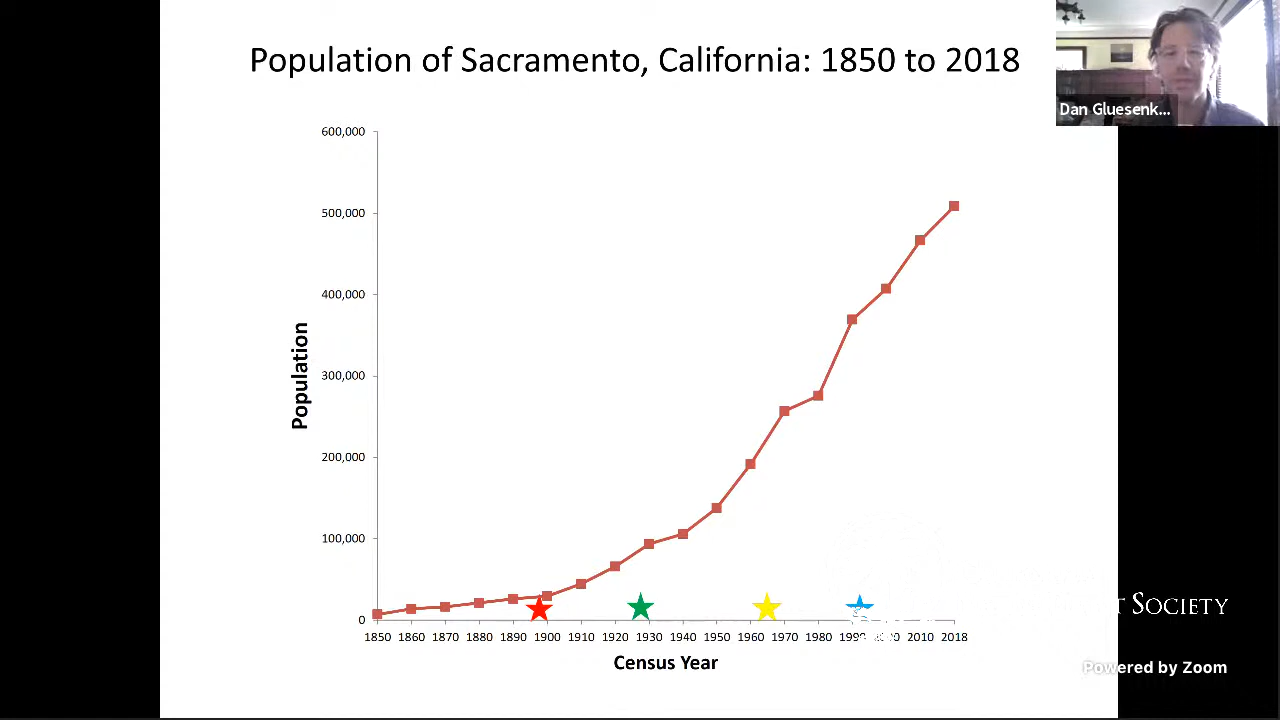 Population of Sacramento, California: 1850 to 2018
Dan Gluesenk...
600,000
500,000
400,000
300,000
200,000
100,000
0
Population
1850 1860 1870 1880 1890 1900 1910 1920 1930 1940 1950 1960 1970 1980 1990 2000 2010 2018
Census Year
T SOCIETY
Powered by Zoom